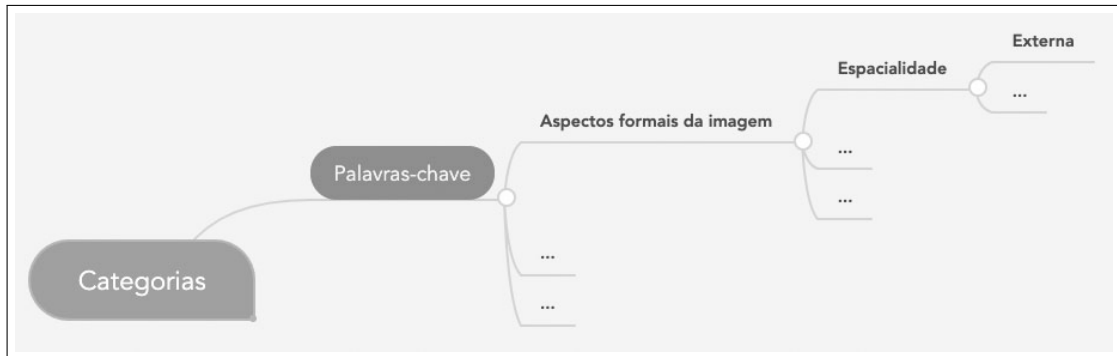 Externa
Espacialidade
...
Aspectos formais da imagem
...
Palavras-chave
...
...
Categorias
...